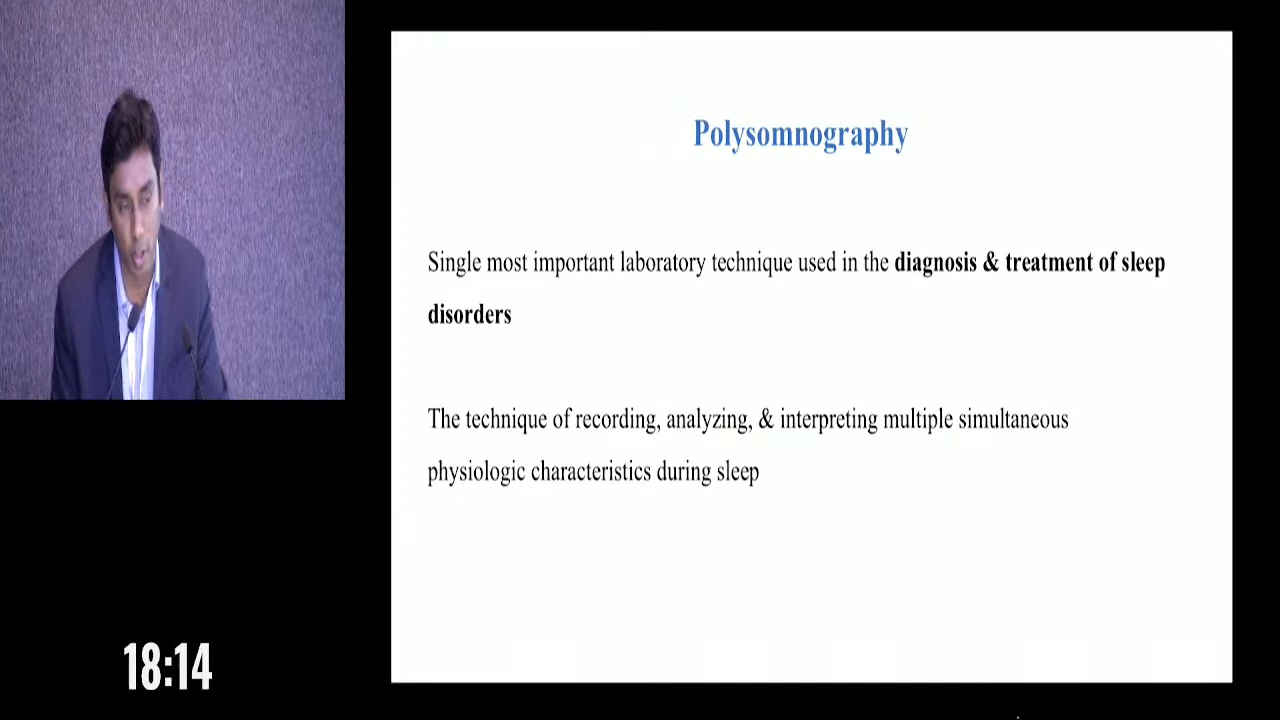 Polysomnography
Single most important laboratory technique used in the diagnosis & treatment of sleep
disorders
The technique of recording, analyzing, & interpreting multiple simultaneous
physiologic characteristics during sleep
18:14